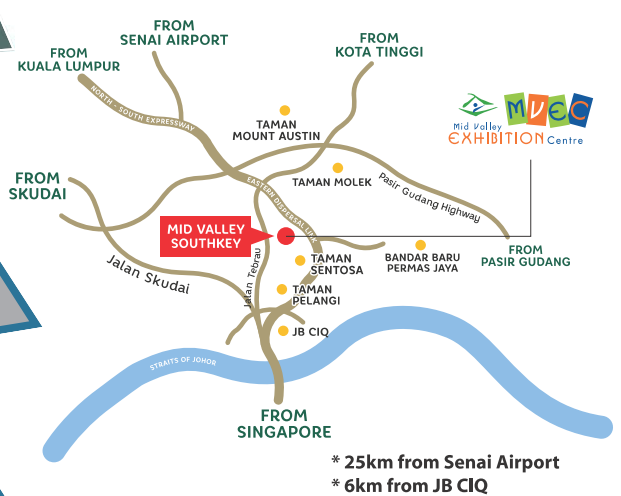 FROM
SENAI AIRPORT
FROM
KOTA TINGGI
FROM
KUALA LUMPUR
NORTH - SOUTH EXPRESSWAY
MVEC
Mid Valley
EXHIBITION Centre
TAMAN
MOUNT AUSTIN
FROM
SKUDAI
TAMAN MOLEK
Pasir Gudang Highway
EASTERN DISPERSAL LINK
MID VALLEY
SOUTHKEY
Jalan Skudai
Jalan Tebrau
TAMAN
SENTOSA
BANDAR BARU
PERMAS JAYA
FROM
PASIR GUDANG
TAMAN
PELANGI
JB CIQ
STRAITS OF JOHOR
FROM
SINGAPORE
* 25km from Senai Airport
* 6km from JB CIQ